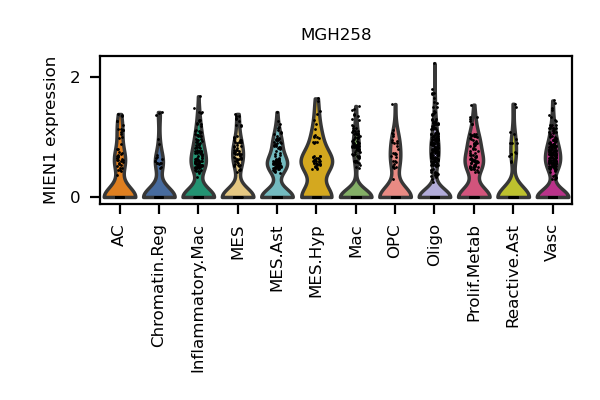 MGH258
MIEN1 expression
2
0
AC
Chromatin.Reg
Inflammatory.Mac
MES
MES.Ast
MES.Hyp
Mac
OPC
Oligo
Prolif.Metab
Reactive.Ast
Vasc